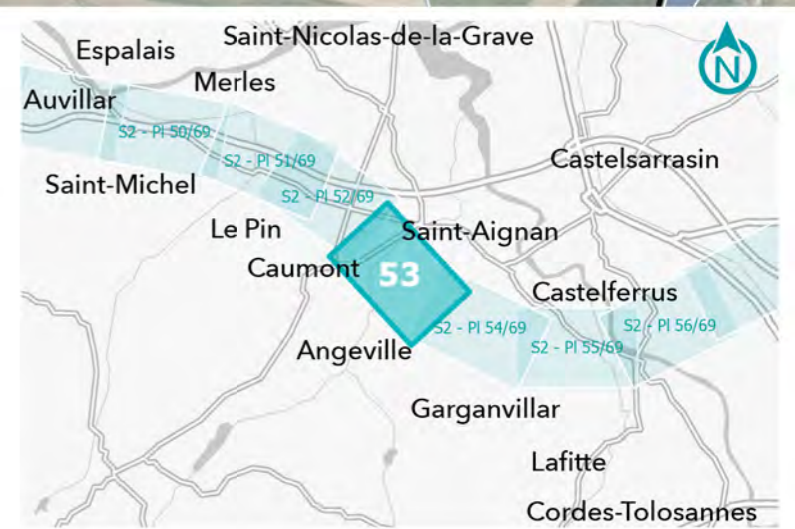 Saint-Nicolas-de-la-Grave
Espalais
N
Merles
Auvillar
S2 - Pl 50/69
S2 - Pl 51/69
Castelsarrasin
Saint-Michel
S2 - Pl 52/69
Le Pin
Saint-Aignan
Caumont
53
Castelferrus
S2 - Pl 54/69
S2 - Pl 56/69
Angeville
S2 - Pl 55/69
Garganvillar
Lafitte
Cordes-Tolosannes